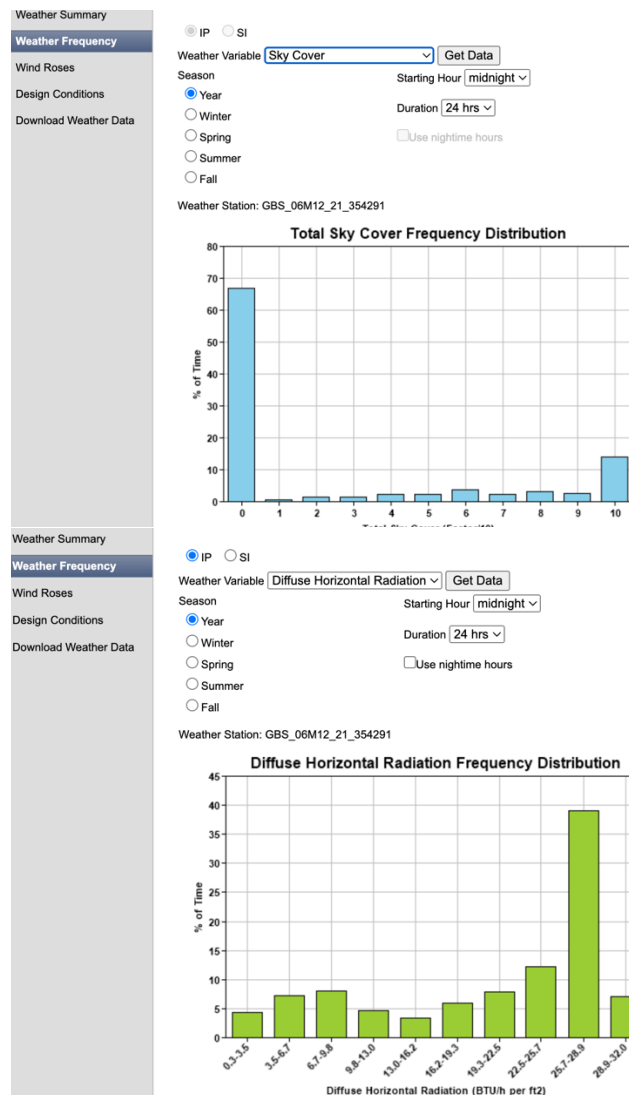 Weather Summary
Weather Frequency
Wind Roses
Design Conditions
Download Weather Data
IP SI
Weather Variable Sky Cover Get Data
Season Starting Hour midnight
Year
Duration 24 hrs
Winter
Spring Use nightime hours
Summer
Fall
Weather Station: GBS_06M12_21_354291
Total Sky Cover Frequency Distribution
80
70
60
50
40
30
20
10
0
% of Time
0 1 2 3 4 5 6 7 8 9 10
Weather Summary
Weather Frequency
Wind Roses
Design Conditions
Download Weather Data
IP SI
Weather Variable Diffuse Horizontal Radiation Get Data
Season Starting Hour midnight
Year
Duration 24 hrs
Winter
Spring Use nightime hours
Summer
Fall
Weather Station: GBS_06M12_21_354291
Diffuse Horizontal Radiation Frequency Distribution
45
40
35
30
25
20
15
10
5
0
% of Time
0.3-3.5 3.5-6.7 6.7-9.8 9.8-13.0 13.0-16.2 16.2-19.3 19.3-22.5 22.5-25.7 25.7-28.9 28.9-32.0
Diffuse Horizontal Radiation (BTU/h per ft2)